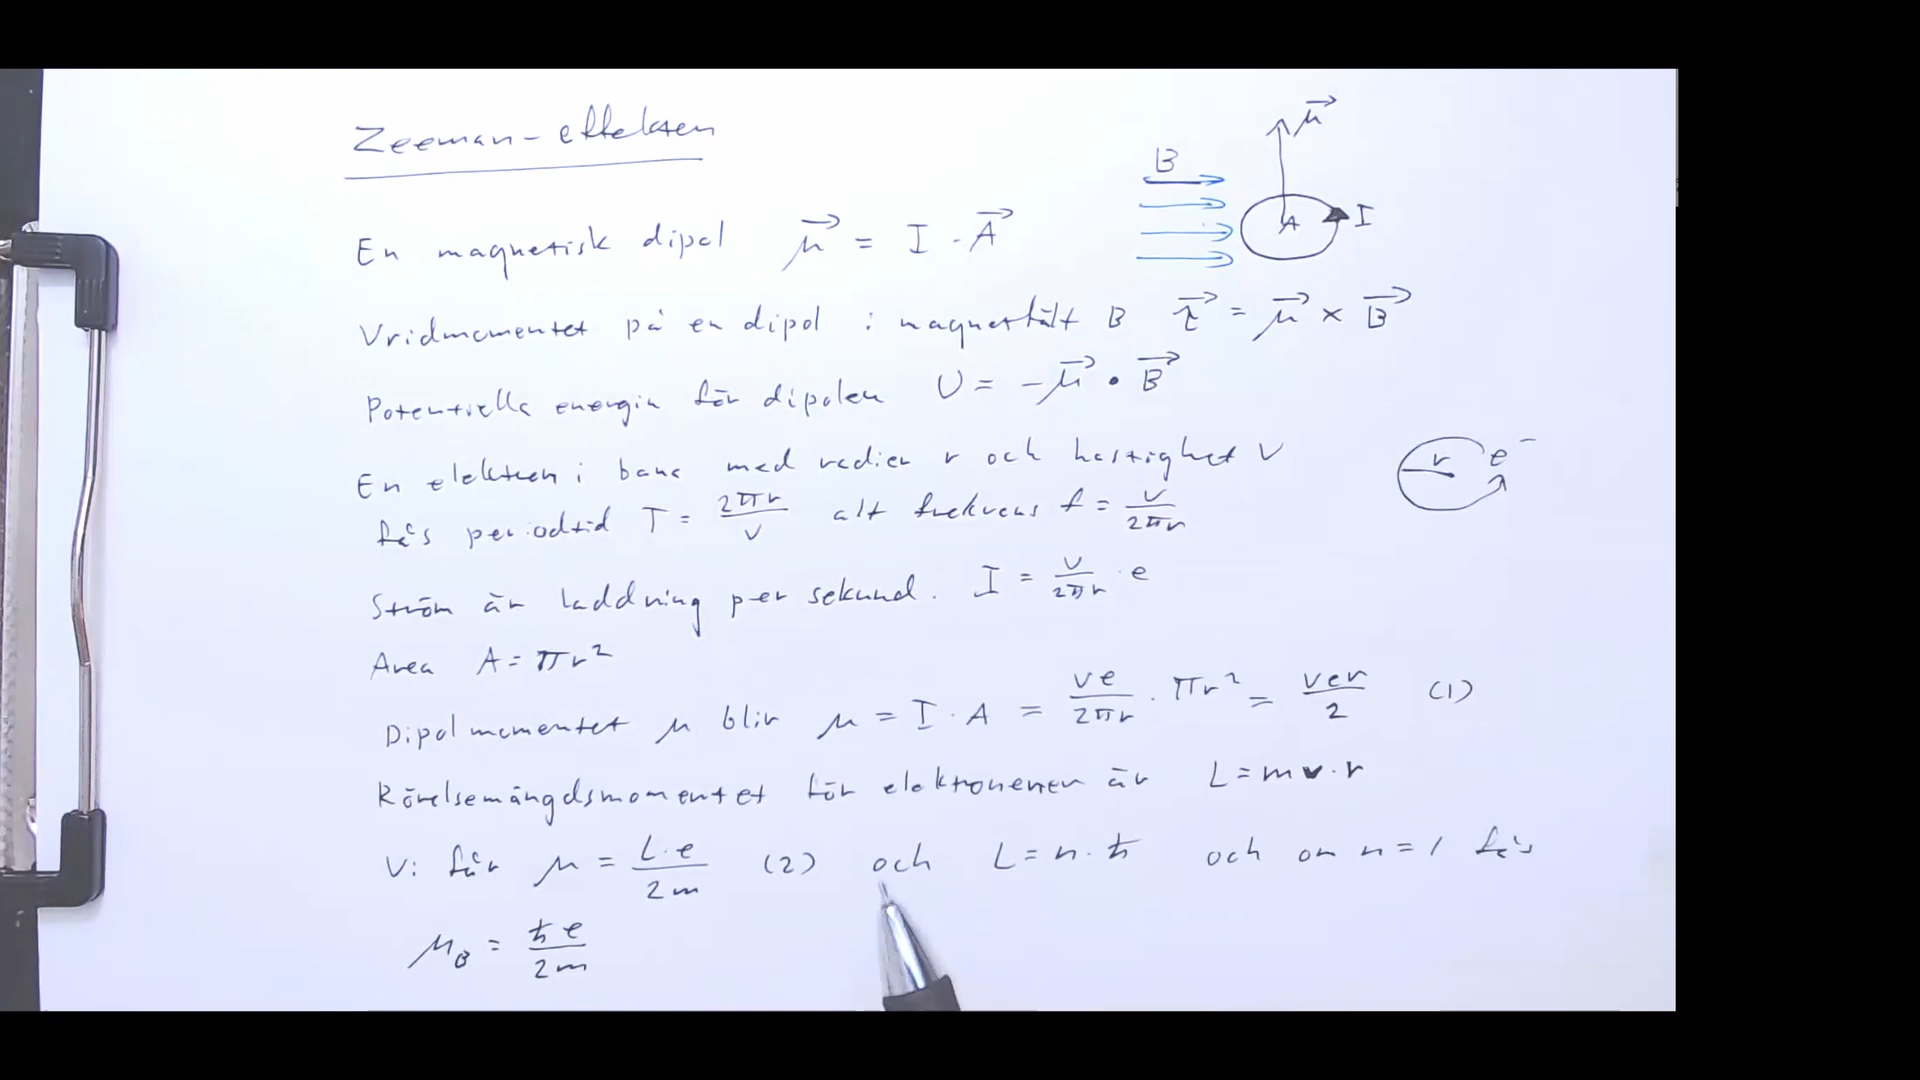 Zeeman-effekten
En magnetisk dipol μ⃗ = I · A⃗
B
μ⃗
A
I
Vridmomentet på en dipol i magnetfält B τ⃗ = μ⃗ × B⃗
Potentiella energin för dipolen U = -μ⃗ • B⃗
En elektron i bana med radien r och hastighet v
r e⁻
fås periodtid T = 2πr/v alt frekvens f = v/2πr
Ström är laddning per sekund. I = v/2πr · e
Area A = πr²
Dipolmomentet μ blir μ = I · A = ve/2πr · πr² = ver/2 (1)
Rörelsemängdsmomentet för elektronenen är L = mv·r
Vi får μ = L·e/2m (2) och L = n·ℏ och om n = 1 fås
μ_B = ℏe/2m